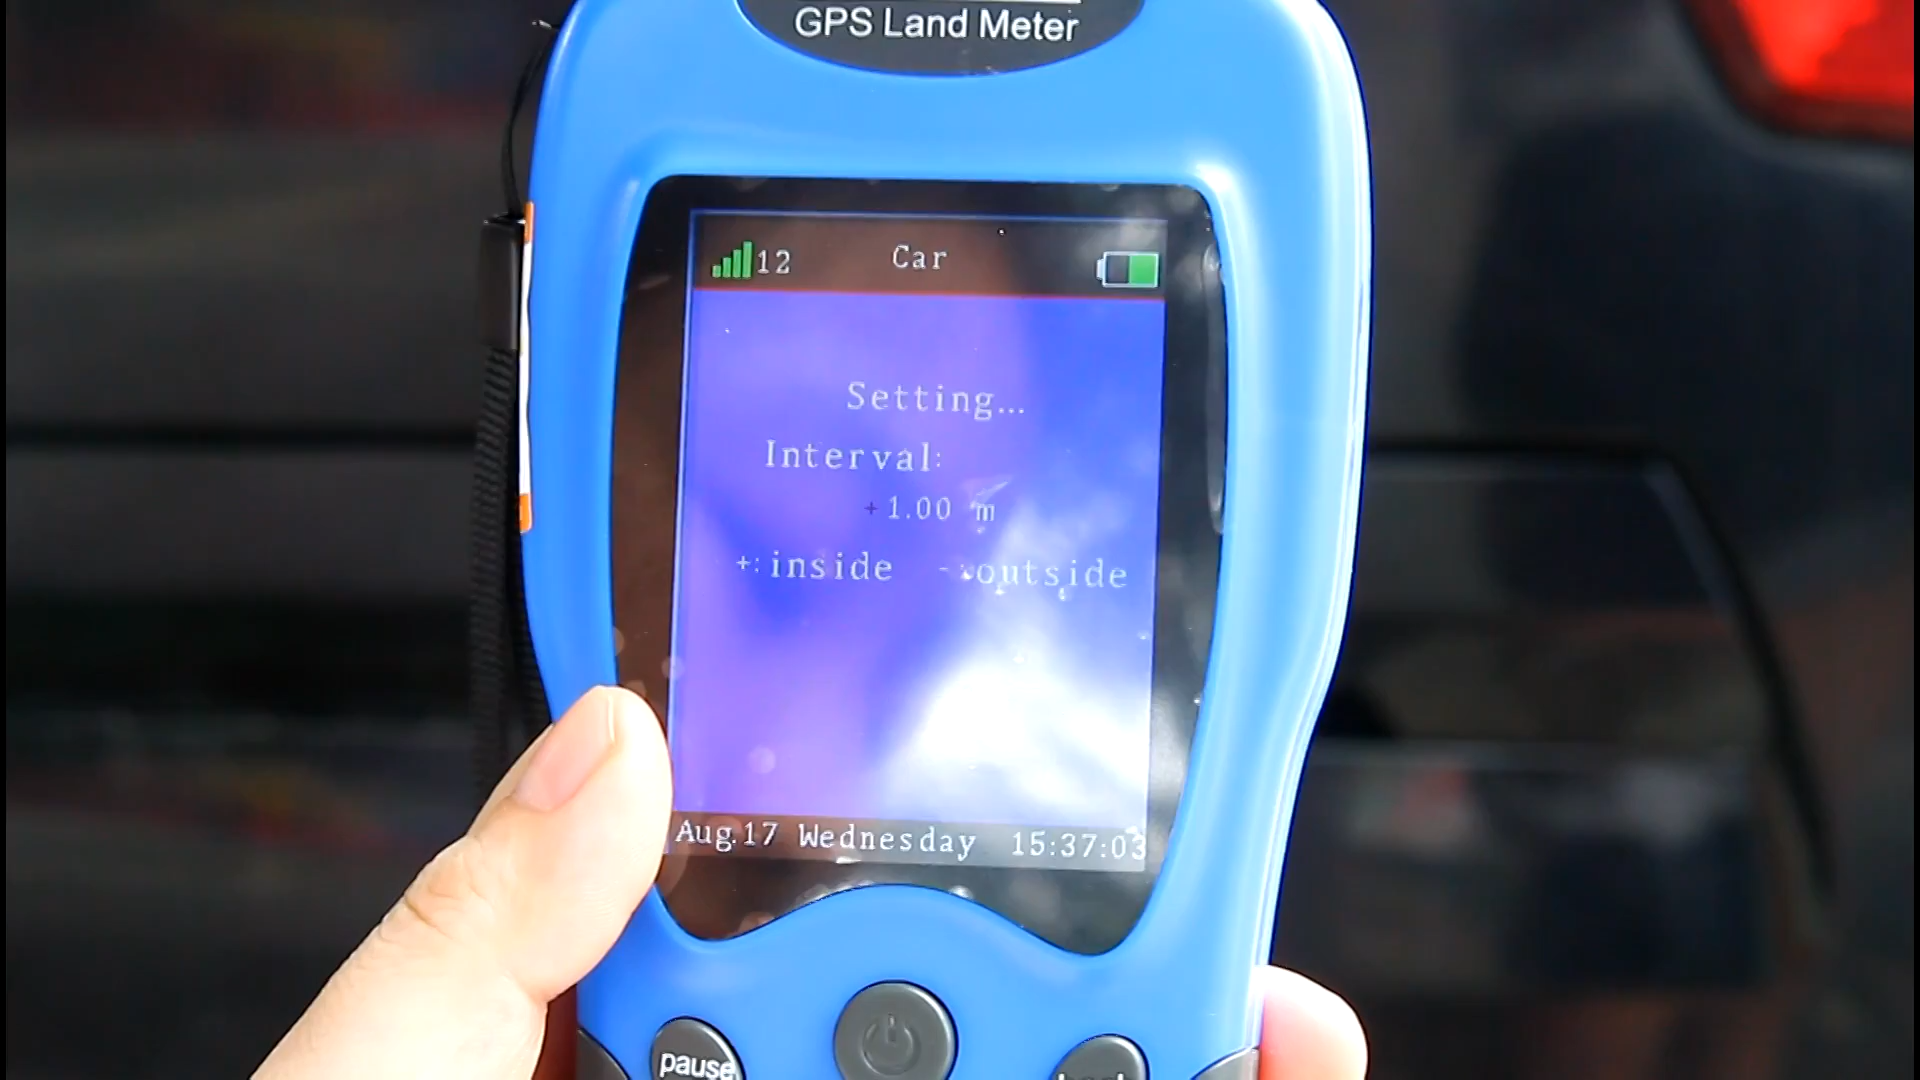 GPS Land Meter
12 Car
Setting...
Interval:
+1.00 m
+:inside -:outside
Aug.17 Wednesday 15:37:03
pause